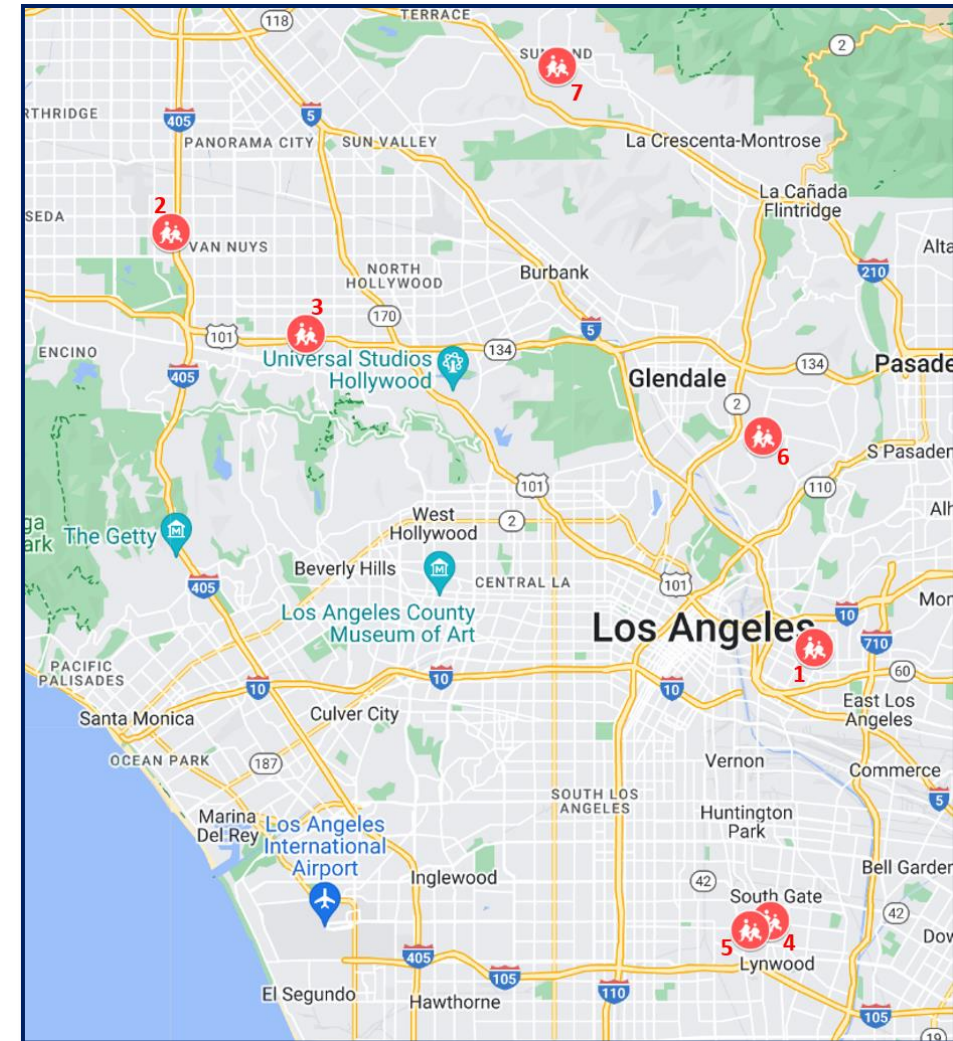 TERRACE
118
SU
ND
7
2
RTHRIDGE
405
5
PANORAMA CITY
SUN VALLEY
La Crescenta-Montrose
La Cañada
Flintridge
SEDA
2
VAN NUYS
Alta
NORTH
HOLLYWOOD
Burbank
210
3
170
101
5
134
ENCINO
Universal Studios
Hollywood
134
405
Glendale
Pasade
2
6
S Pasaden
101
110
West
Hollywood
2
Alh
ga
ark
The Getty
Beverly Hills
CENTRAL LA
101
405
Los Angeles County
Museum of Art
Los Angeles
10
Mon
710
1
60
PACIFIC
PALISADES
10
10
10
East Los
Angeles
Santa Monica
Culver City
OCEAN PARK
187
Vernon
Commerce
SOUTH LOS
ANGELES
5
Marina
Del Rey
Los Angeles
International
Airport
Huntington
Park
Inglewood
42
Bell Garden
South Gate
42
5
4
Dow
Lynwood
405
105
El Segundo
Hawthorne
110
105
19